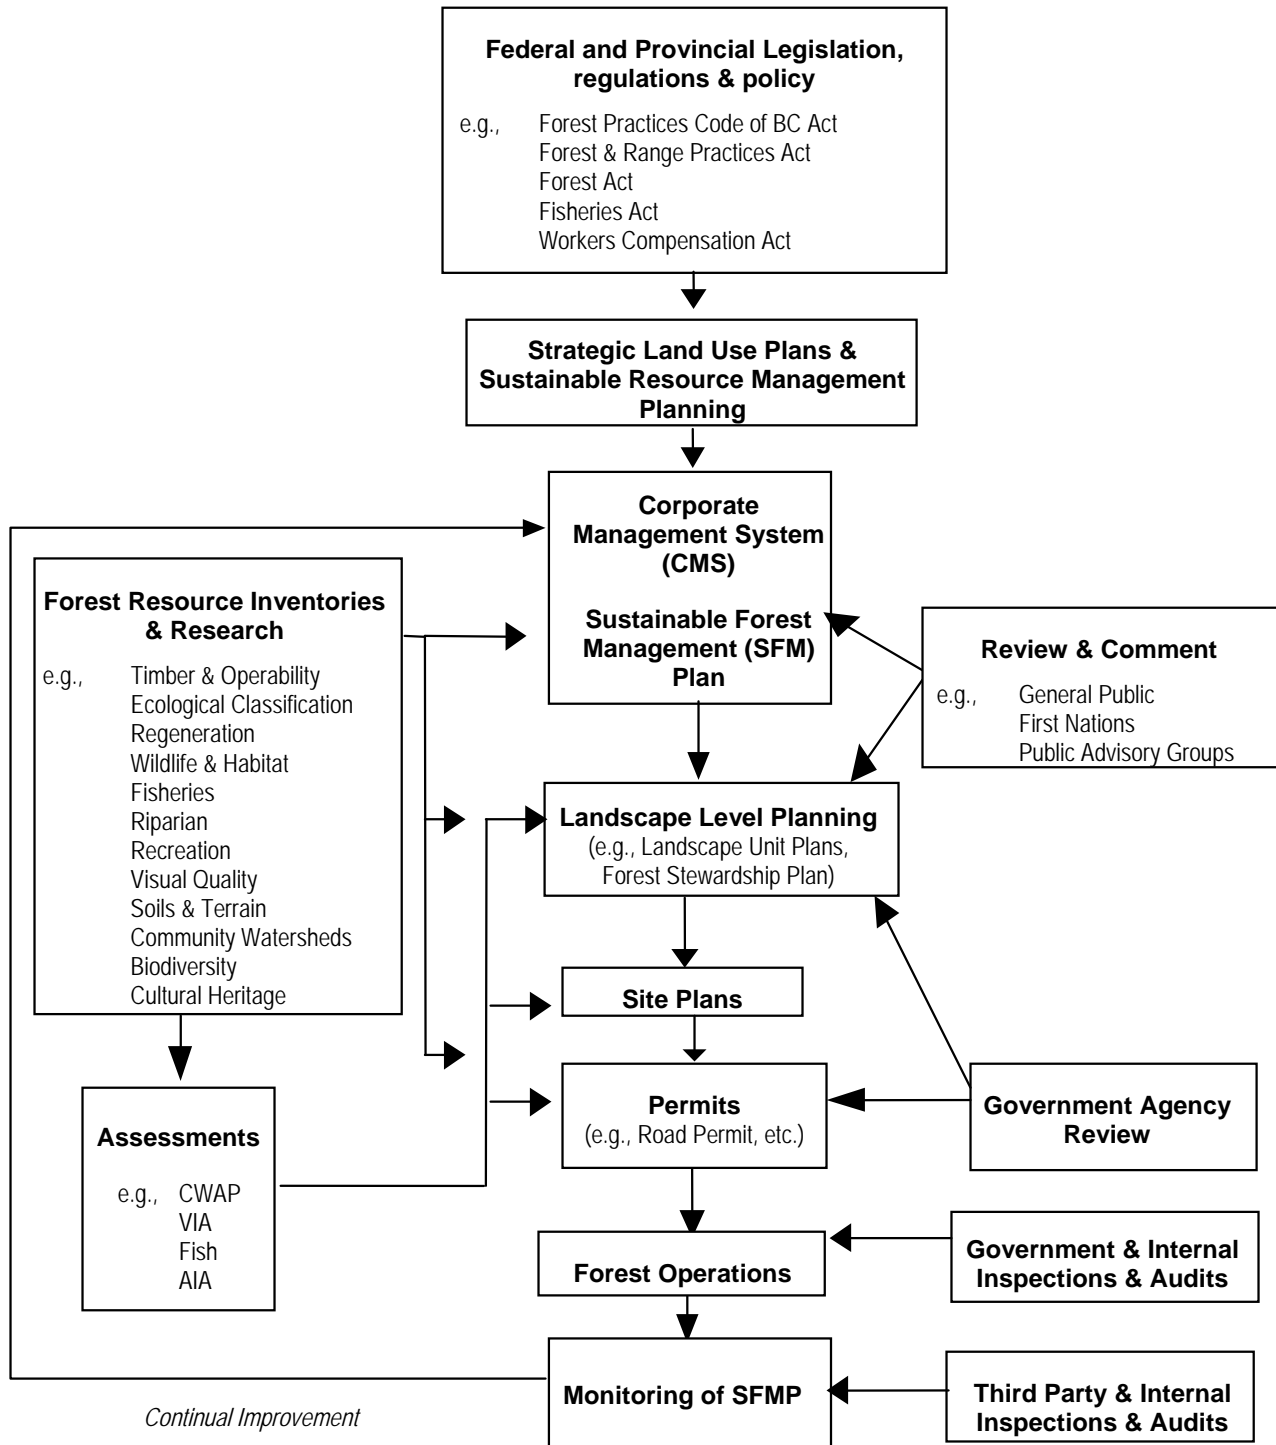 Federal and Provincial Legislation,
regulations & policy
e.g., Forest Practices Code of BC Act
Forest & Range Practices Act
Forest Act
Fisheries Act
Workers Compensation Act
Strategic Land Use Plans &
Sustainable Resource Management
Planning
Corporate
Management System
(CMS)
Sustainable Forest
Management (SFM)
Plan
Forest Resource Inventories
& Research
e.g., Timber & Operability
Ecological Classification
Regeneration
Wildlife & Habitat
Fisheries
Riparian
Recreation
Visual Quality
Soils & Terrain
Community Watersheds
Biodiversity
Cultural Heritage
Review & Comment
e.g., General Public
First Nations
Public Advisory Groups
Landscape Level Planning
(e.g., Landscape Unit Plans,
Forest Stewardship Plan)
Site Plans
Permits
(e.g., Road Permit, etc.)
Government Agency
Review
Assessments
e.g., CWAP
VIA
Fish
AIA
Forest Operations
Government & Internal
Inspections & Audits
Monitoring of SFMP
Third Party & Internal
Inspections & Audits
Continual Improvement